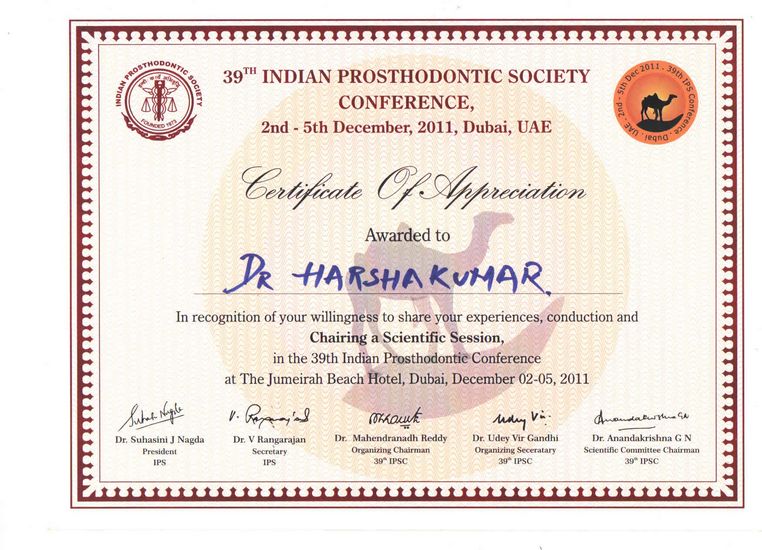 39TH INDIAN PROSTHODONTIC SOCIETY
CONFERENCE,
2nd - 5th December, 2011, Dubai, UAE
INDIAN PROSTHODONTIC SOCIETY
FOUNDED 1973
2nd - 5th Dec 2011 . 39th IPS Conference . Dubai . UAE .
Certificate Of Appreciation
Awarded to
DR HARSHAKUMAR.
In recognition of your willingness to share your experiences, conduction and
Chairing a Scientific Session,
in the 39th Indian Prosthodontic Conference
at The Jumeirah Beach Hotel, Dubai, December 02-05, 2011
Dr. Suhasini J Nagda
President
IPS
Dr. V Rangarajan
Secretary
IPS
Dr. Mahendranadh Reddy
Organizing Chairman
39th IPSC
Dr. Udey Vir Gandhi
Organizing Seceratary
39th IPSC
Dr. Anandakrishna G N
Scientific Committee Chairman
39th IPSC